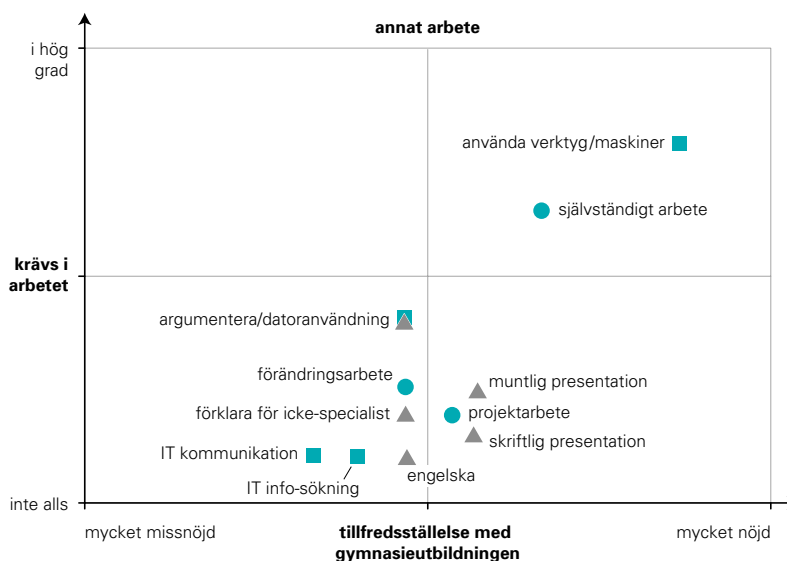 annat arbete
i hög
grad
använda verktyg/maskiner
självständigt arbete
krävs i
arbetet
argumentera/datoranvändning
förändringsarbete
muntlig presentation
förklara för icke-specialist
projektarbete
skriftlig presentation
IT kommunikation
engelska
IT info-sökning
inte alls
mycket missnöjd
tillfredsställelse med
gymnasieutbildningen
mycket nöjd